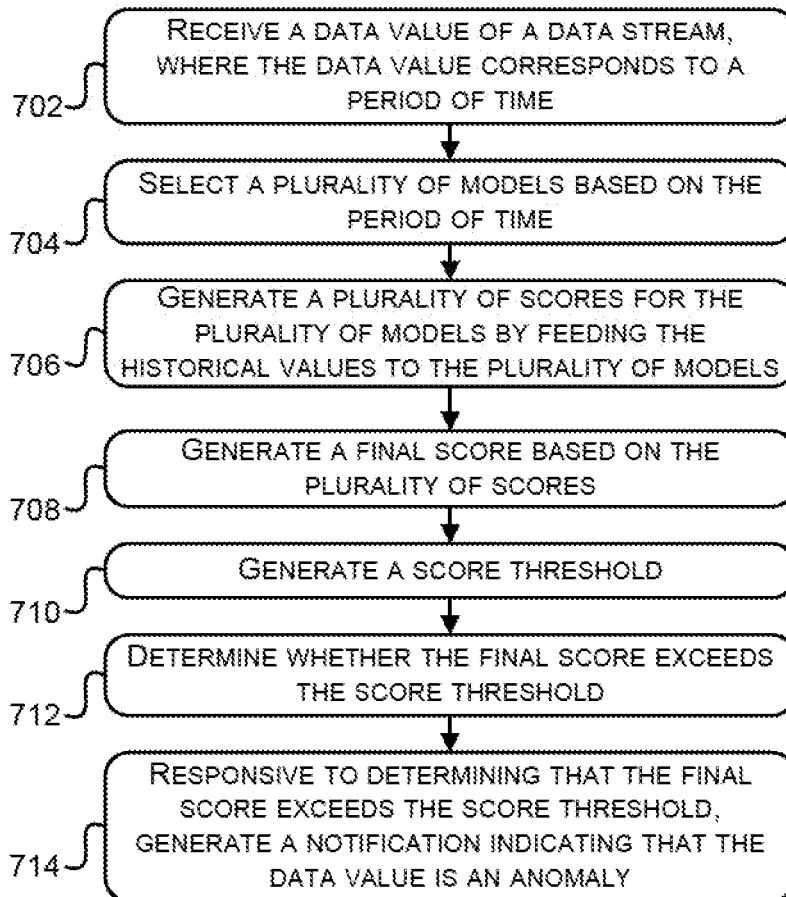 RECEIVE A DATA VALUE OF A DATA STREAM,
WHERE THE DATA VALUE CORRESPONDS TO A
PERIOD OF TIME
702
SELECT A PLURALITY OF MODELS BASED ON THE
PERIOD OF TIME
704
GENERATE A PLURALITY OF SCORES FOR THE
PLURALITY OF MODELS BY FEEDING THE
HISTORICAL VALUES TO THE PLURALITY OF MODELS
706
GENERATE A FINAL SCORE BASED ON THE
PLURALITY OF SCORES
708
GENERATE A SCORE THRESHOLD
710
DETERMINE WHETHER THE FINAL SCORE EXCEEDS
THE SCORE THRESHOLD
712
RESPONSIVE TO DETERMINING THAT THE FINAL
SCORE EXCEEDS THE SCORE THRESHOLD,
GENERATE A NOTIFICATION INDICATING THAT THE
DATA VALUE IS AN ANOMALY
714